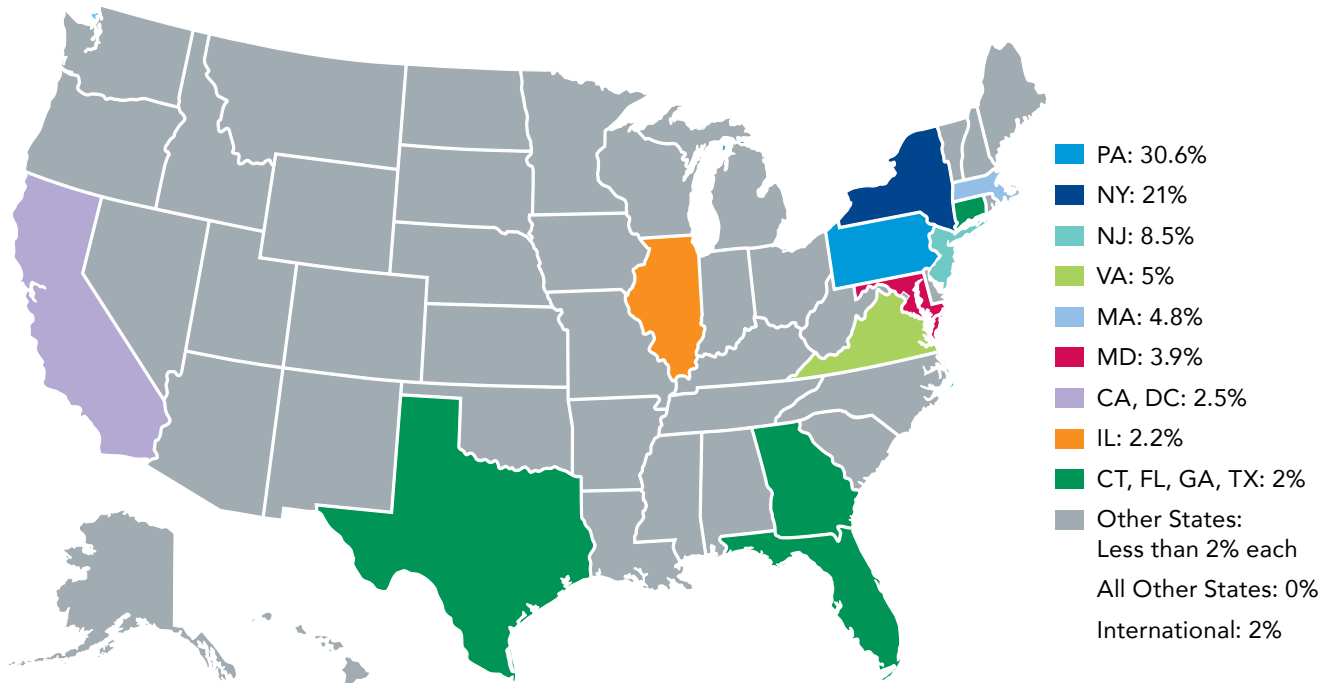 PA: 30.6%
NY: 21%
NJ: 8.5%
VA: 5%
MA: 4.8%
MD: 3.9%
CA, DC: 2.5%
IL: 2.2%
CT, FL, GA, TX: 2%
Other States:
Less than 2% each
All Other States: 0%
International: 2%